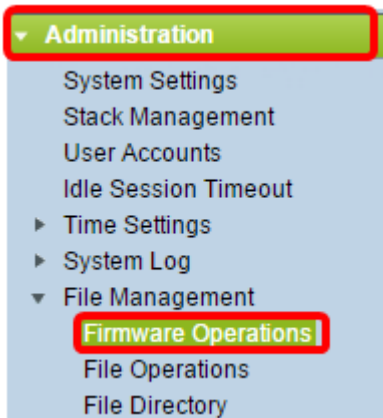 Administration
System Settings
Stack Management
User Accounts
Idle Session Timeout
Time Settings
System Log
File Management
Firmware Operations
File Operations
File Directory